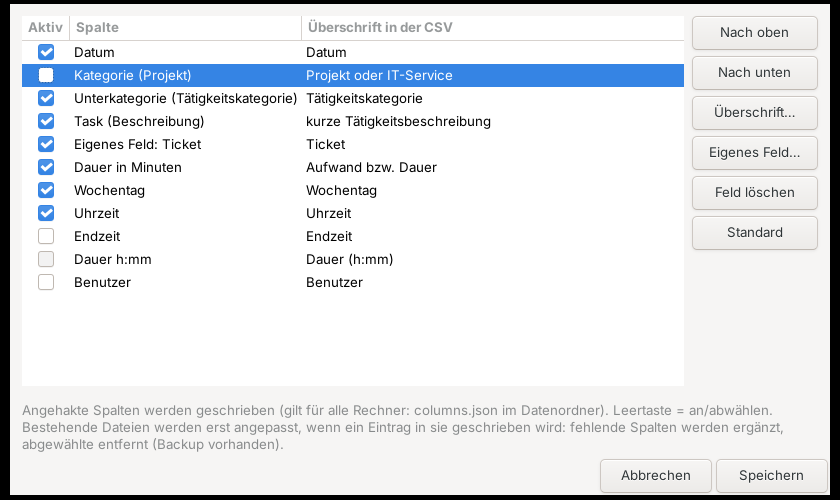 Aktiv Spalte Überschrift in der CSV
Datum Datum
Kategorie (Projekt) Projekt oder IT-Service
Unterkategorie (Tätigkeitskategorie) Tätigkeitskategorie
Task (Beschreibung) kurze Tätigkeitsbeschreibung
Eigenes Feld: Ticket Ticket
Dauer in Minuten Aufwand bzw. Dauer
Wochentag Wochentag
Uhrzeit Uhrzeit
Endzeit Endzeit
Dauer h:mm Dauer (h:mm)
Benutzer Benutzer
Nach oben
Nach unten
Überschrift...
Eigenes Feld...
Feld löschen
Standard
Angehakte Spalten werden geschrieben (gilt für alle Rechner: columns.json im Datenordner). Leertaste = an/abwählen.
Bestehende Dateien werden erst angepasst, wenn ein Eintrag in sie geschrieben wird: fehlende Spalten werden ergänzt,
abgewählte entfernt (Backup vorhanden).
Abbrechen Speichern